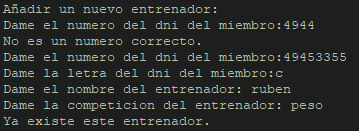 Añadir un nuevo entrenador:
Dame el numero del dni del miembro:4944
No es un numero correcto.
Dame el numero del dni del miembro:49453355
Dame la letra del dni del miembro:c
Dame el nombre del entrenador: ruben
Dame la competicion del entrenador: peso
Ya existe este entrenador.